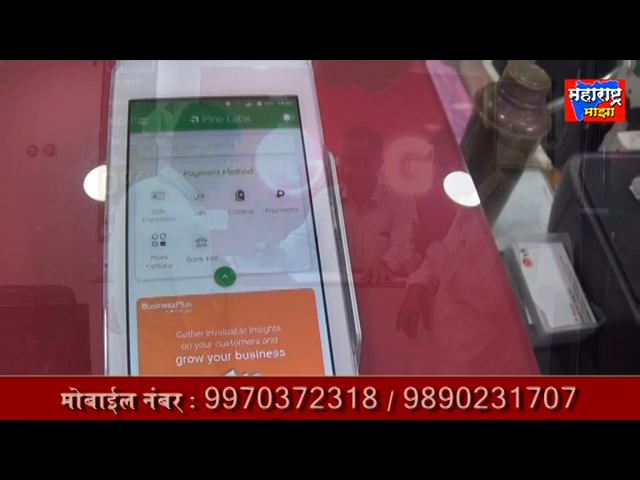 महाराष्ट्र
माझा
Pine Labs
Payment Method
Sale
UPI
Payments
More
Options
Bank EMI
BusinessPlus
Gather invaluable insights
on your customers and
grow your business
मोबाईल नंबर : 9970372318 / 9890231707